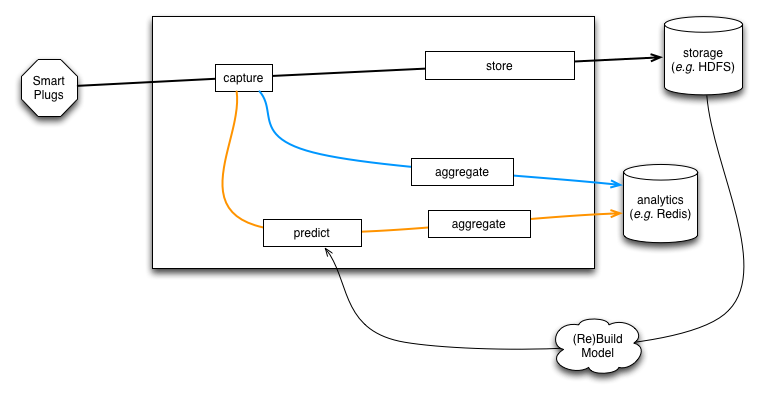 Smart
Plugs
capture
store
storage
(e.g. HDFS)
aggregate
analytics
(e.g. Redis)
predict
aggregate
(Re)Build
Model